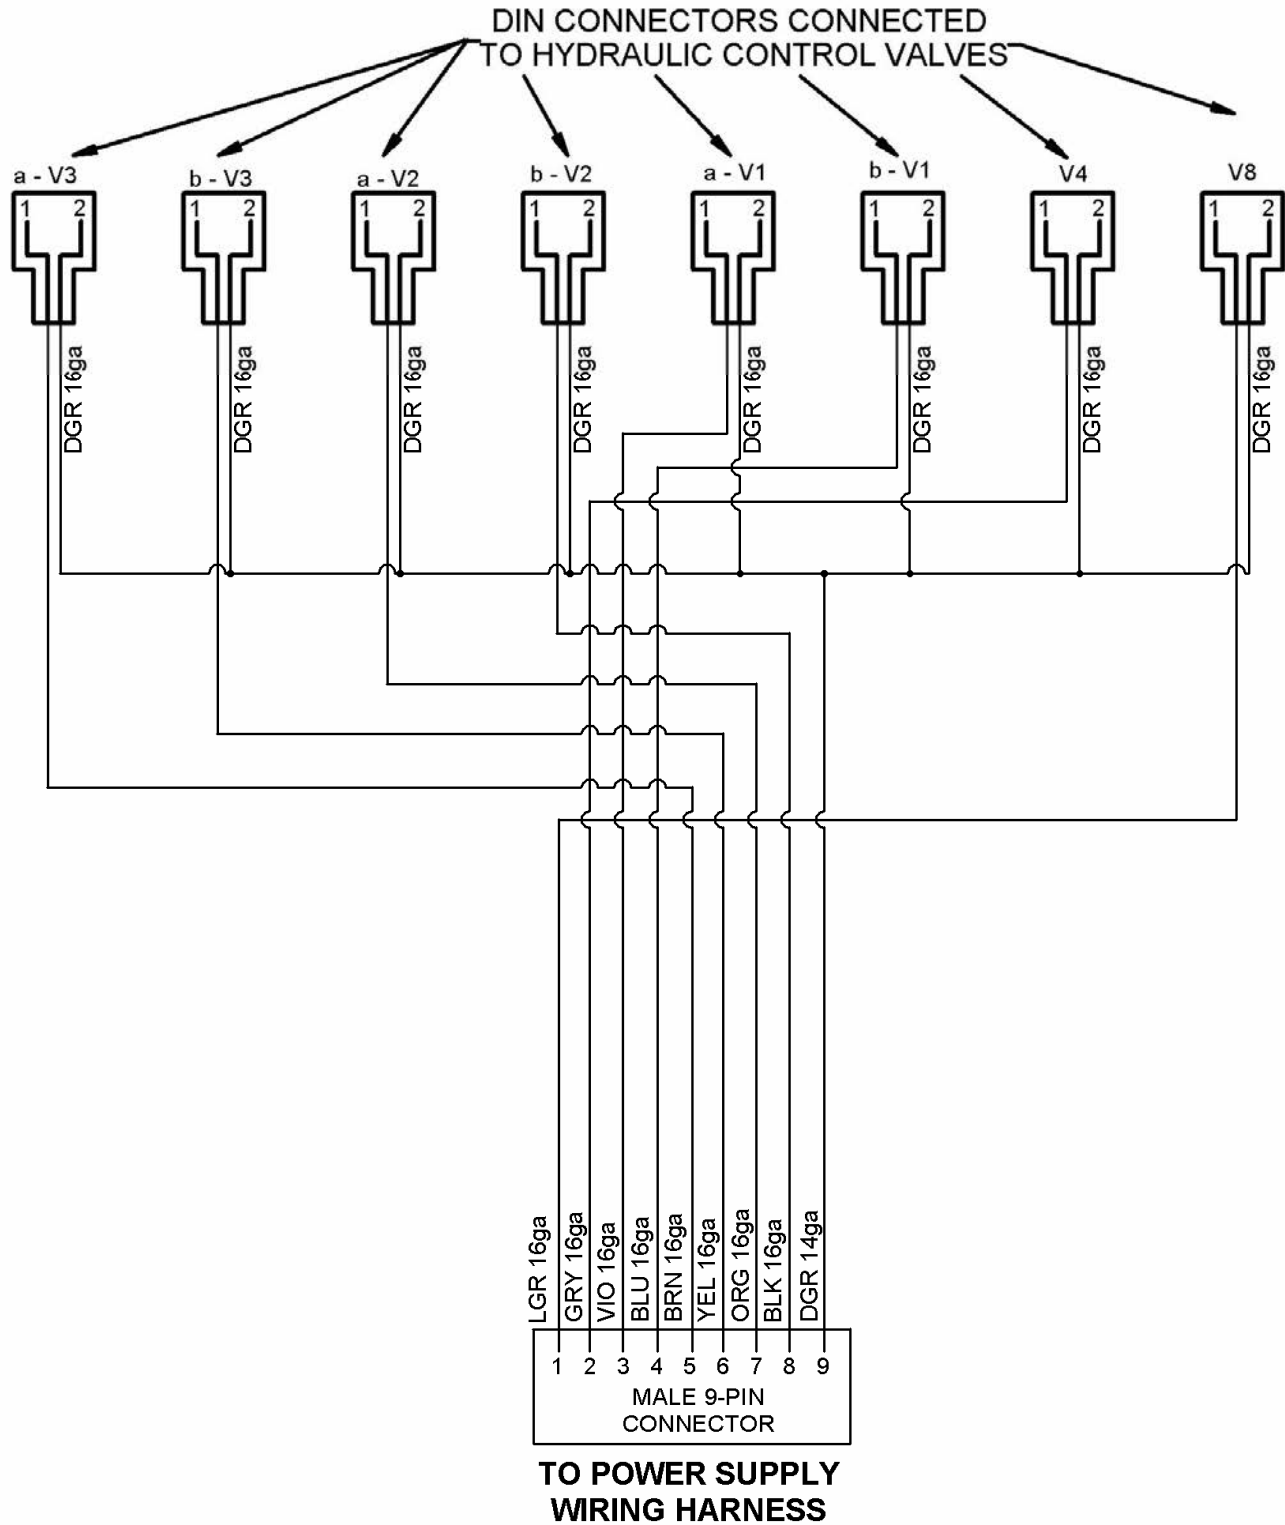 DIN CONNECTORS CONNECTED
TO HYDRAULIC CONTROL VALVES
a - V3
b - V3
a - V2
b - V2
a - V1
b - V1
V4
V8
1 2
1 2
1 2
1 2
1 2
1 2
1 2
1 2
DGR 16ga
DGR 16ga
DGR 16ga
DGR 16ga
DGR 16ga
DGR 16ga
DGR 16ga
DGR 16ga
LGR 16ga
GRY 16ga
VIO 16ga
BLU 16ga
BRN 16ga
YEL 16ga
ORG 16ga
BLK 16ga
DGR 14ga
1 2 3 4 5 6 7 8 9
MALE 9-PIN
CONNECTOR
TO POWER SUPPLY
WIRING HARNESS